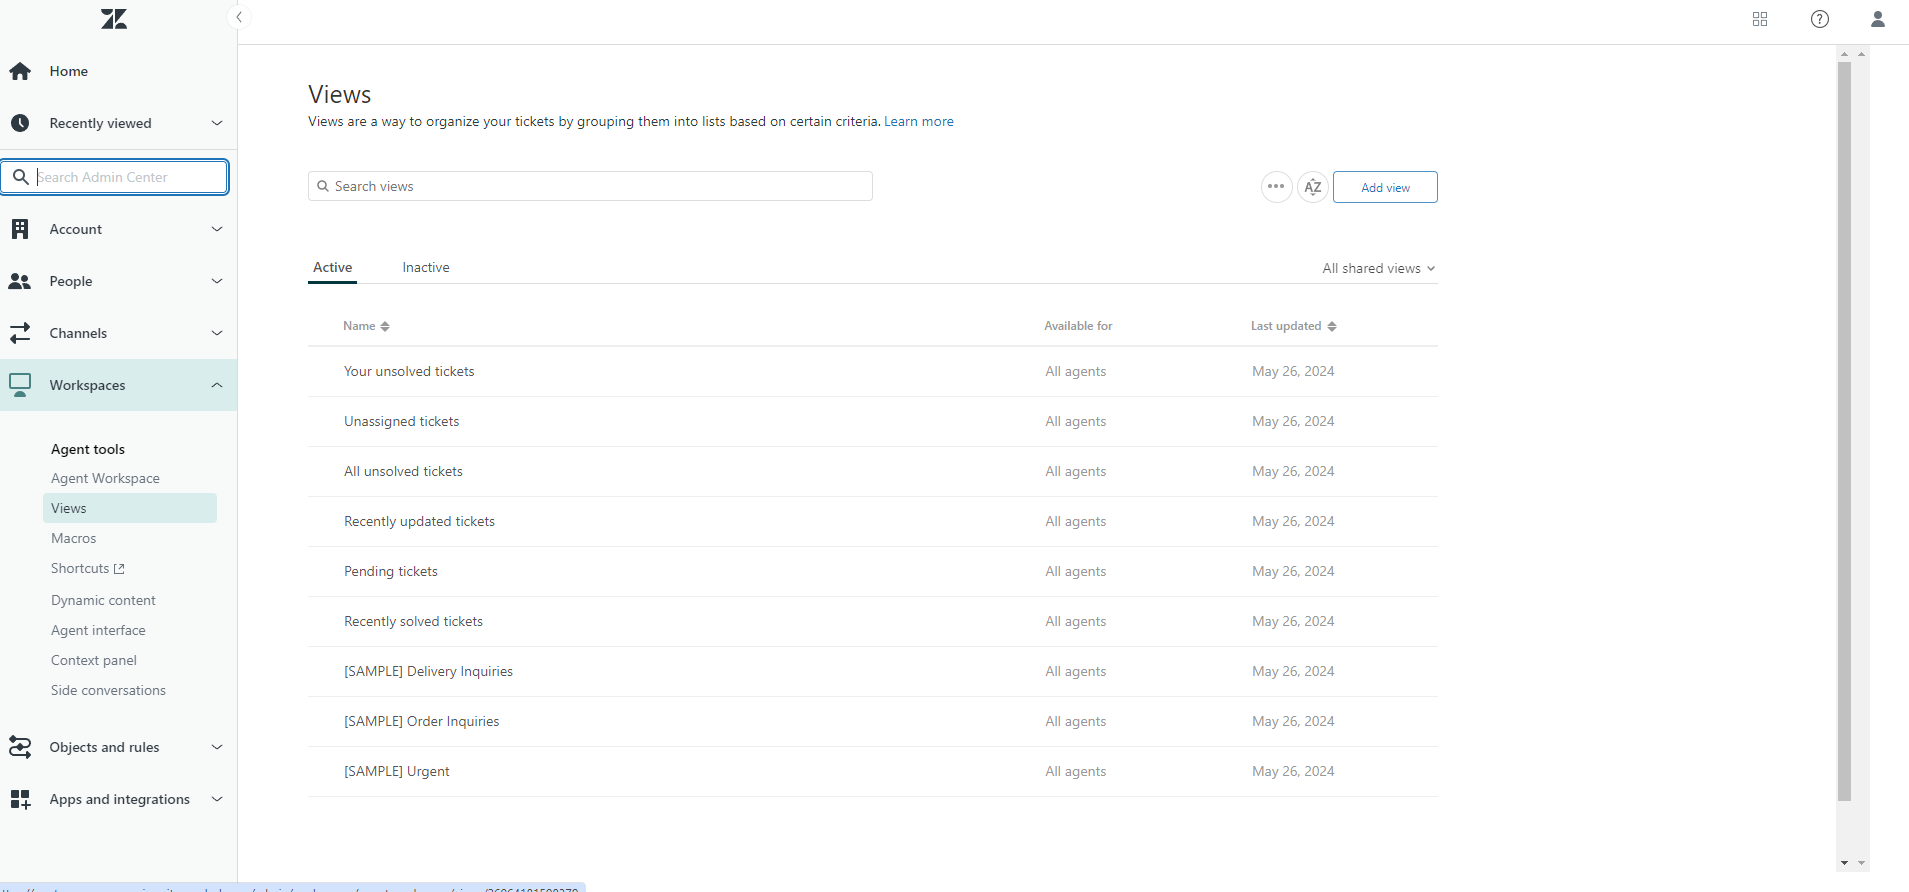 Home
Recently viewed
Search Admin Center
Account
People
Channels
Workspaces
Agent tools
Agent Workspace
Views
Macros
Shortcuts
Dynamic content
Agent interface
Context panel
Side conversations
Objects and rules
Apps and integrations
Views
Views are a way to organize your tickets by grouping them into lists based on certain criteria. Learn more
Search views
AZ
Add view
Active Inactive All shared views
Name Available for Last updated
Your unsolved tickets All agents May 26, 2024
Unassigned tickets All agents May 26, 2024
All unsolved tickets All agents May 26, 2024
Recently updated tickets All agents May 26, 2024
Pending tickets All agents May 26, 2024
Recently solved tickets All agents May 26, 2024
[SAMPLE] Delivery Inquiries All agents May 26, 2024
[SAMPLE] Order Inquiries All agents May 26, 2024
[SAMPLE] Urgent All agents May 26, 2024